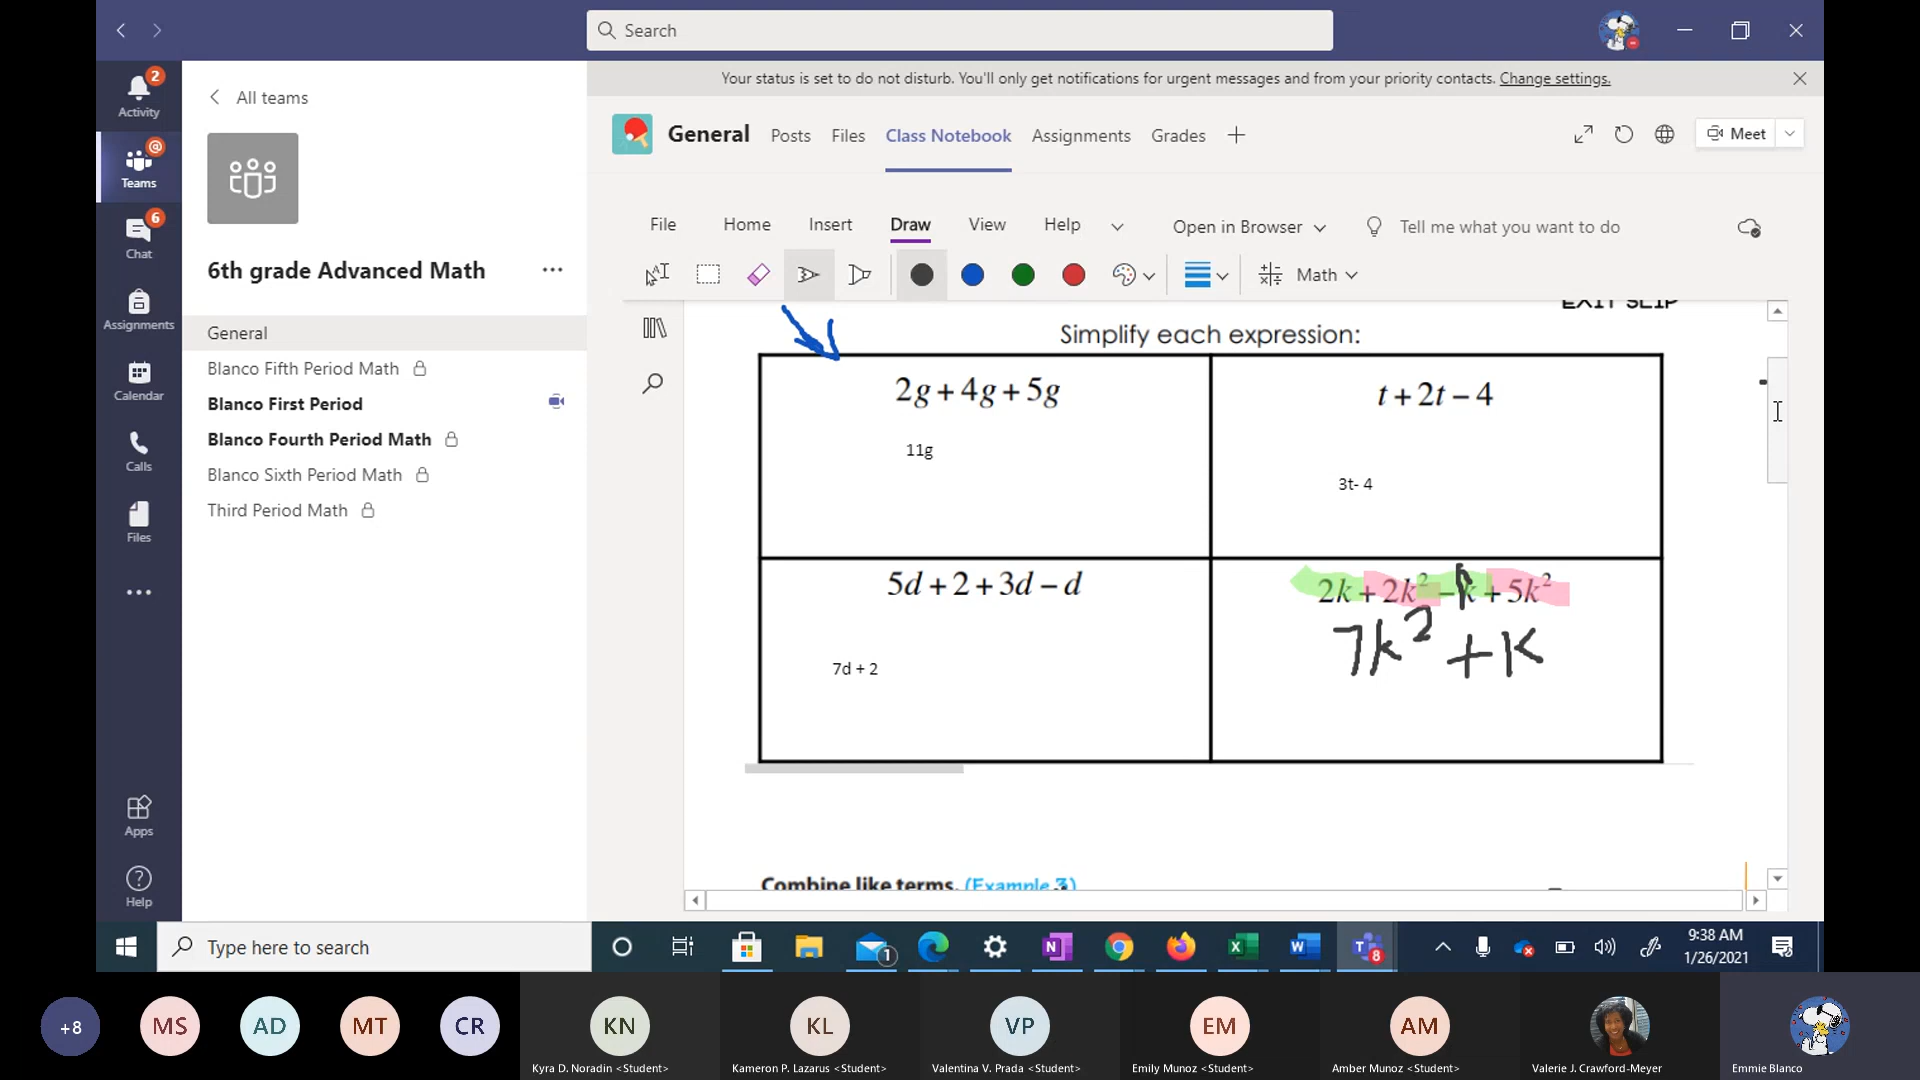 Search
Your status is set to do not disturb. You'll only get notifications for urgent messages and from your priority contacts. Change settings.
2
Activity
@
Teams
6
Chat
Assignments
Calendar
Calls
Files
Apps
Help
All teams
6th grade Advanced Math
General
Blanco Fifth Period Math
Blanco First Period
Blanco Fourth Period Math
Blanco Sixth Period Math
Third Period Math
General Posts Files Class Notebook Assignments Grades
Meet
File Home Insert Draw View Help Open in Browser Tell me what you want to do
Math
EXIT SLIP
Simplify each expression:
2g + 4g + 5g
11g
t + 2t − 4
3t- 4
5d + 2 + 3d − d
7d + 2
2k + 2k² − k + 5k²
7k² + k
Combine like terms. (Example 3)
Type here to search
1
8
9:38 AM
1/26/2021
+8 MS AD MT CR KN KL VP EM AM
Kyra D. Noradin <Student>
Kameron P. Lazarus <Student>
Valentina V. Prada <Student>
Emily Munoz <Student>
Amber Munoz <Student>
Valerie J. Crawford-Meyer
Emmie Blanco